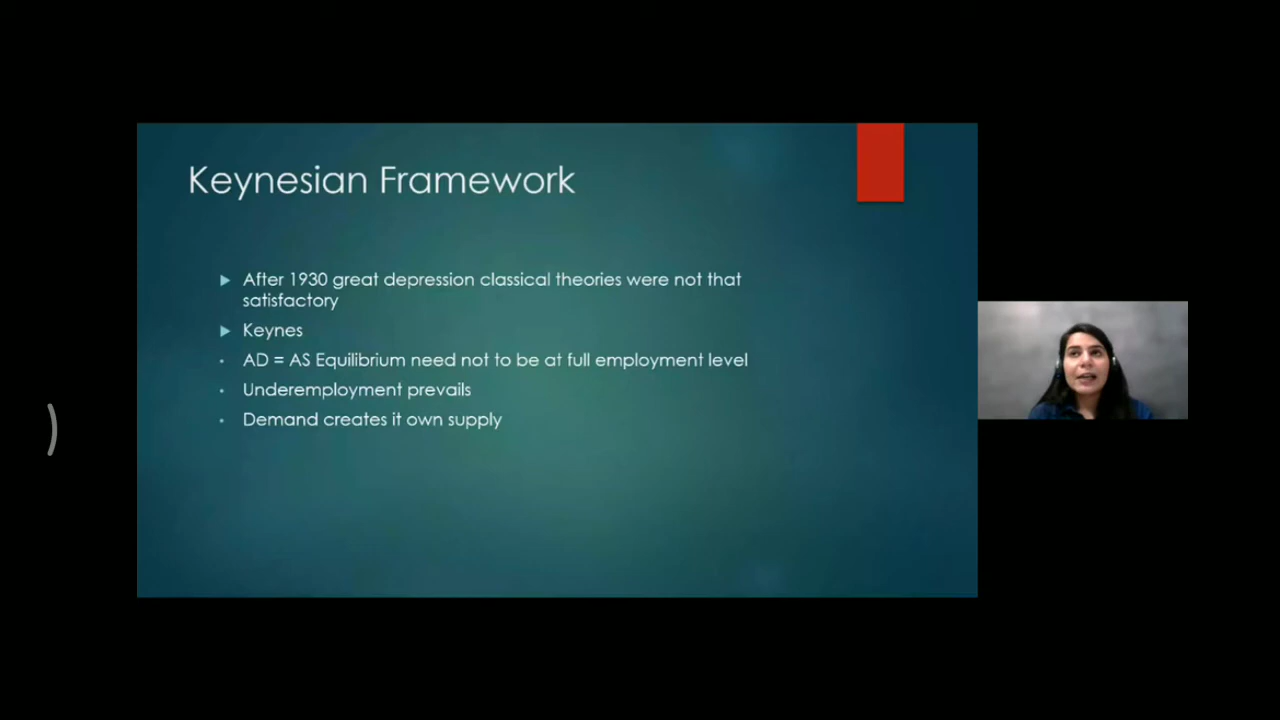 Keynesian Framework
After 1930 great depression classical theories were not that
satisfactory
Keynes
AD = AS Equilibrium need not to be at full employment level
Underemployment prevails
Demand creates it own supply